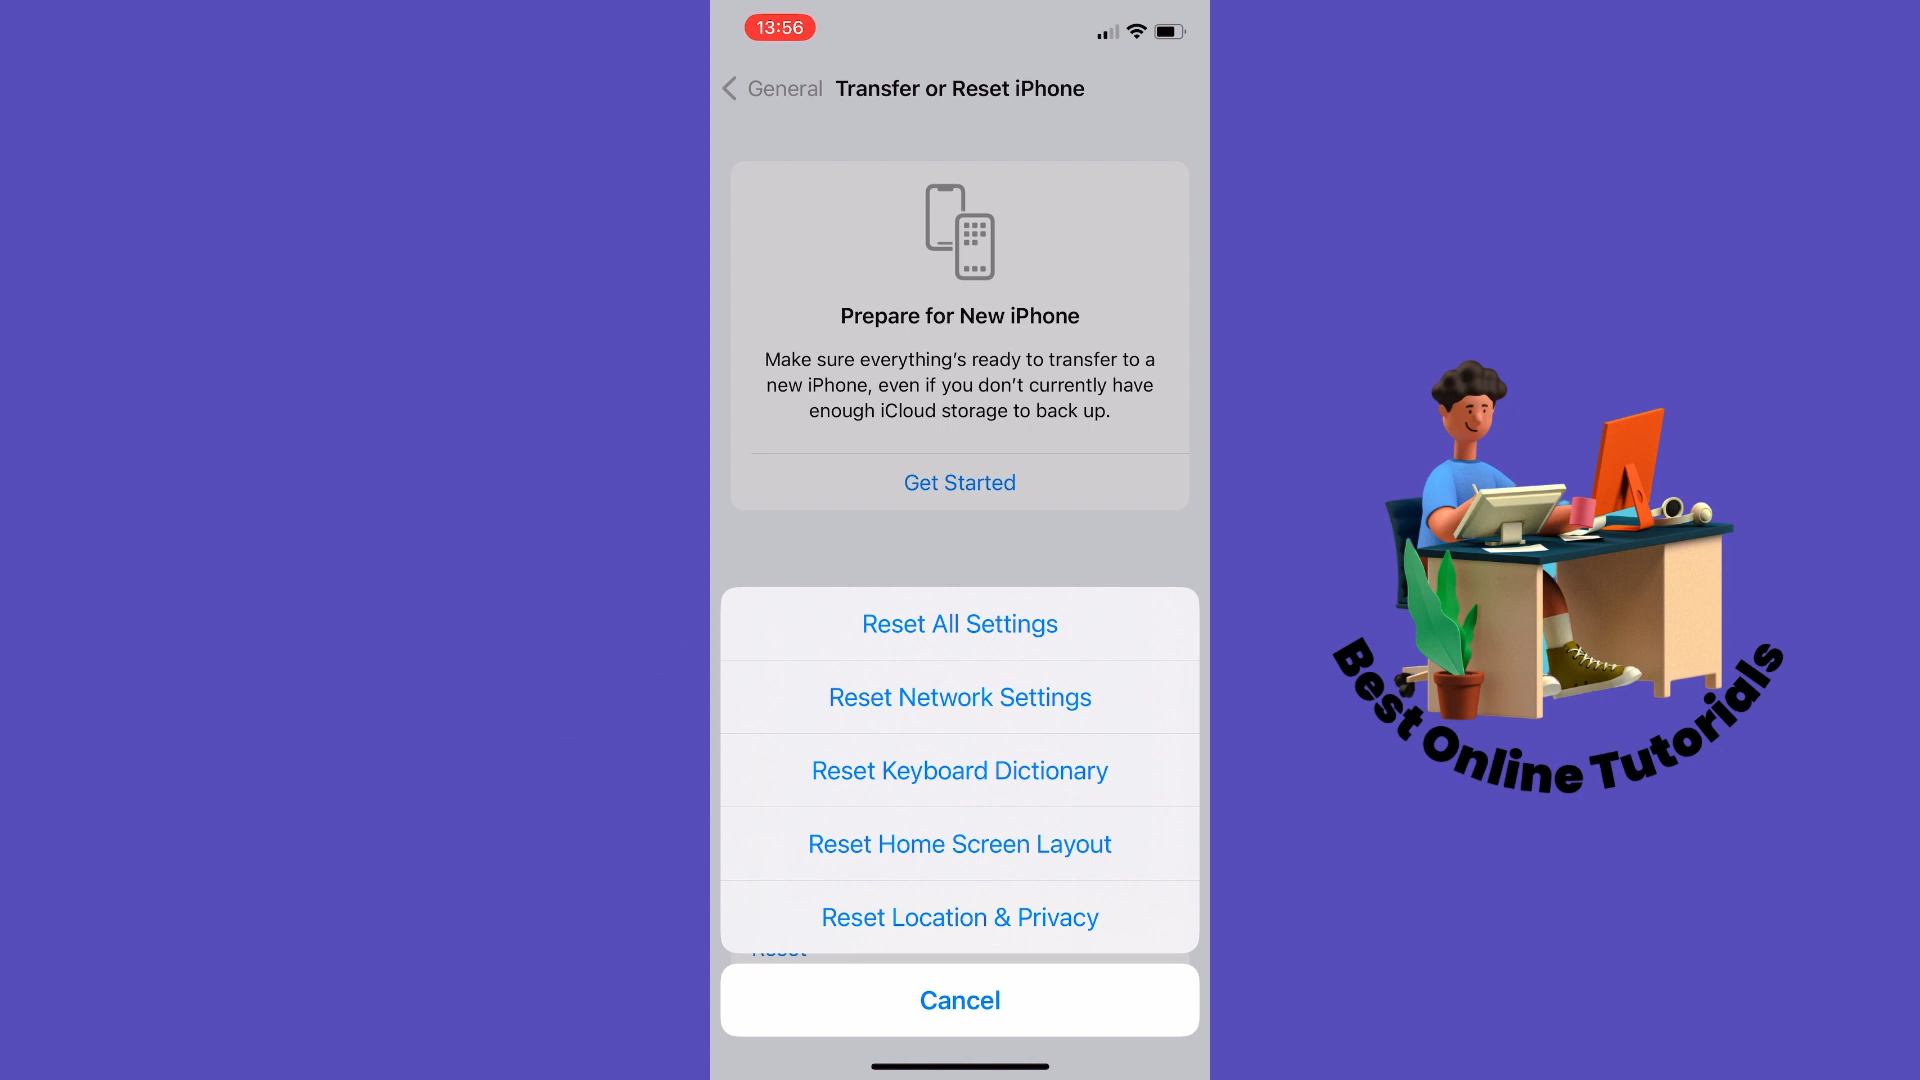 13:56
General
Transfer or Reset iPhone
Prepare for New iPhone
Make sure everything's ready to transfer to a
new iPhone, even if you don't currently have
enough iCloud storage to back up.
Get Started
Reset All Settings
Reset Network Settings
Reset Keyboard Dictionary
Reset Home Screen Layout
Reset Location & Privacy
Reset
Cancel
Best Online Tutorials